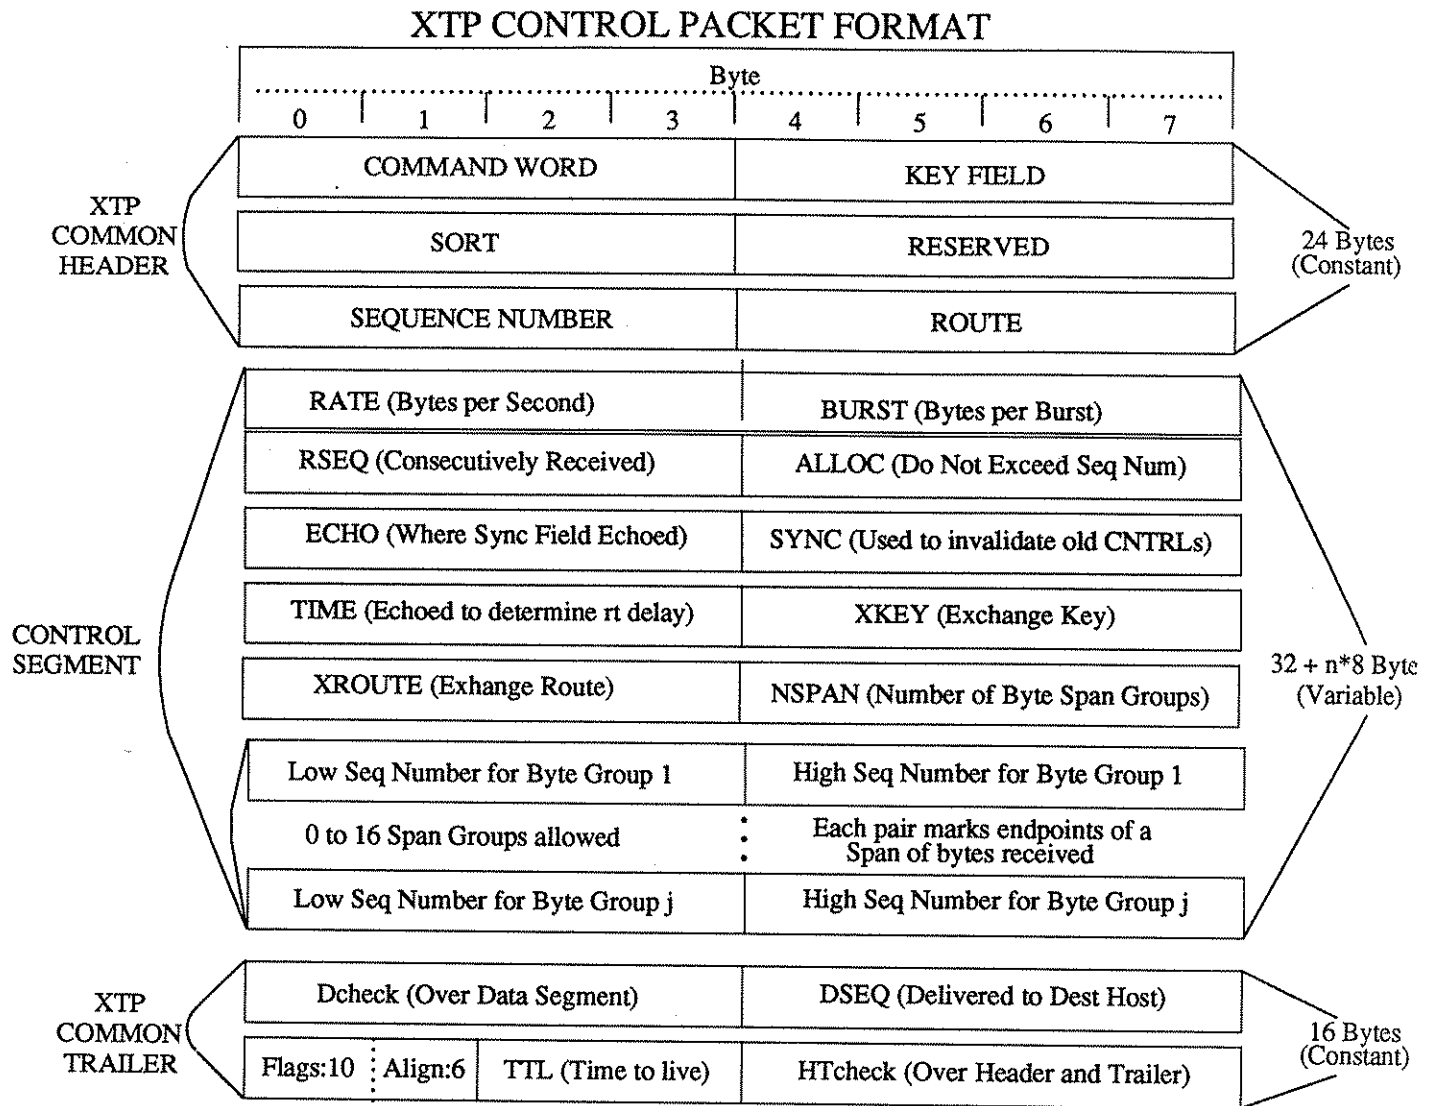 XTP CONTROL PACKET FORMAT
Byte
0 1 2 3 4 5 6 7
COMMAND WORD
KEY FIELD
XTP
COMMON
HEADER
SORT
RESERVED
24 Bytes
(Constant)
SEQUENCE NUMBER
ROUTE
RATE (Bytes per Second)
BURST (Bytes per Burst)
RSEQ (Consecutively Received)
ALLOC (Do Not Exceed Seq Num)
ECHO (Where Sync Field Echoed)
SYNC (Used to invalidate old CNTRLs)
TIME (Echoed to determine rt delay)
XKEY (Exchange Key)
CONTROL
SEGMENT
XROUTE (Exhange Route)
NSPAN (Number of Byte Span Groups)
32 + n*8 Byte
(Variable)
Low Seq Number for Byte Group 1
High Seq Number for Byte Group 1
0 to 16 Span Groups allowed
Each pair marks endpoints of a
Span of bytes received
Low Seq Number for Byte Group j
High Seq Number for Byte Group j
XTP
COMMON
TRAILER
Dcheck (Over Data Segment)
DSEQ (Delivered to Dest Host)
16 Bytes
(Constant)
Flags:10
Align:6
TTL (Time to live)
HTcheck (Over Header and Trailer)